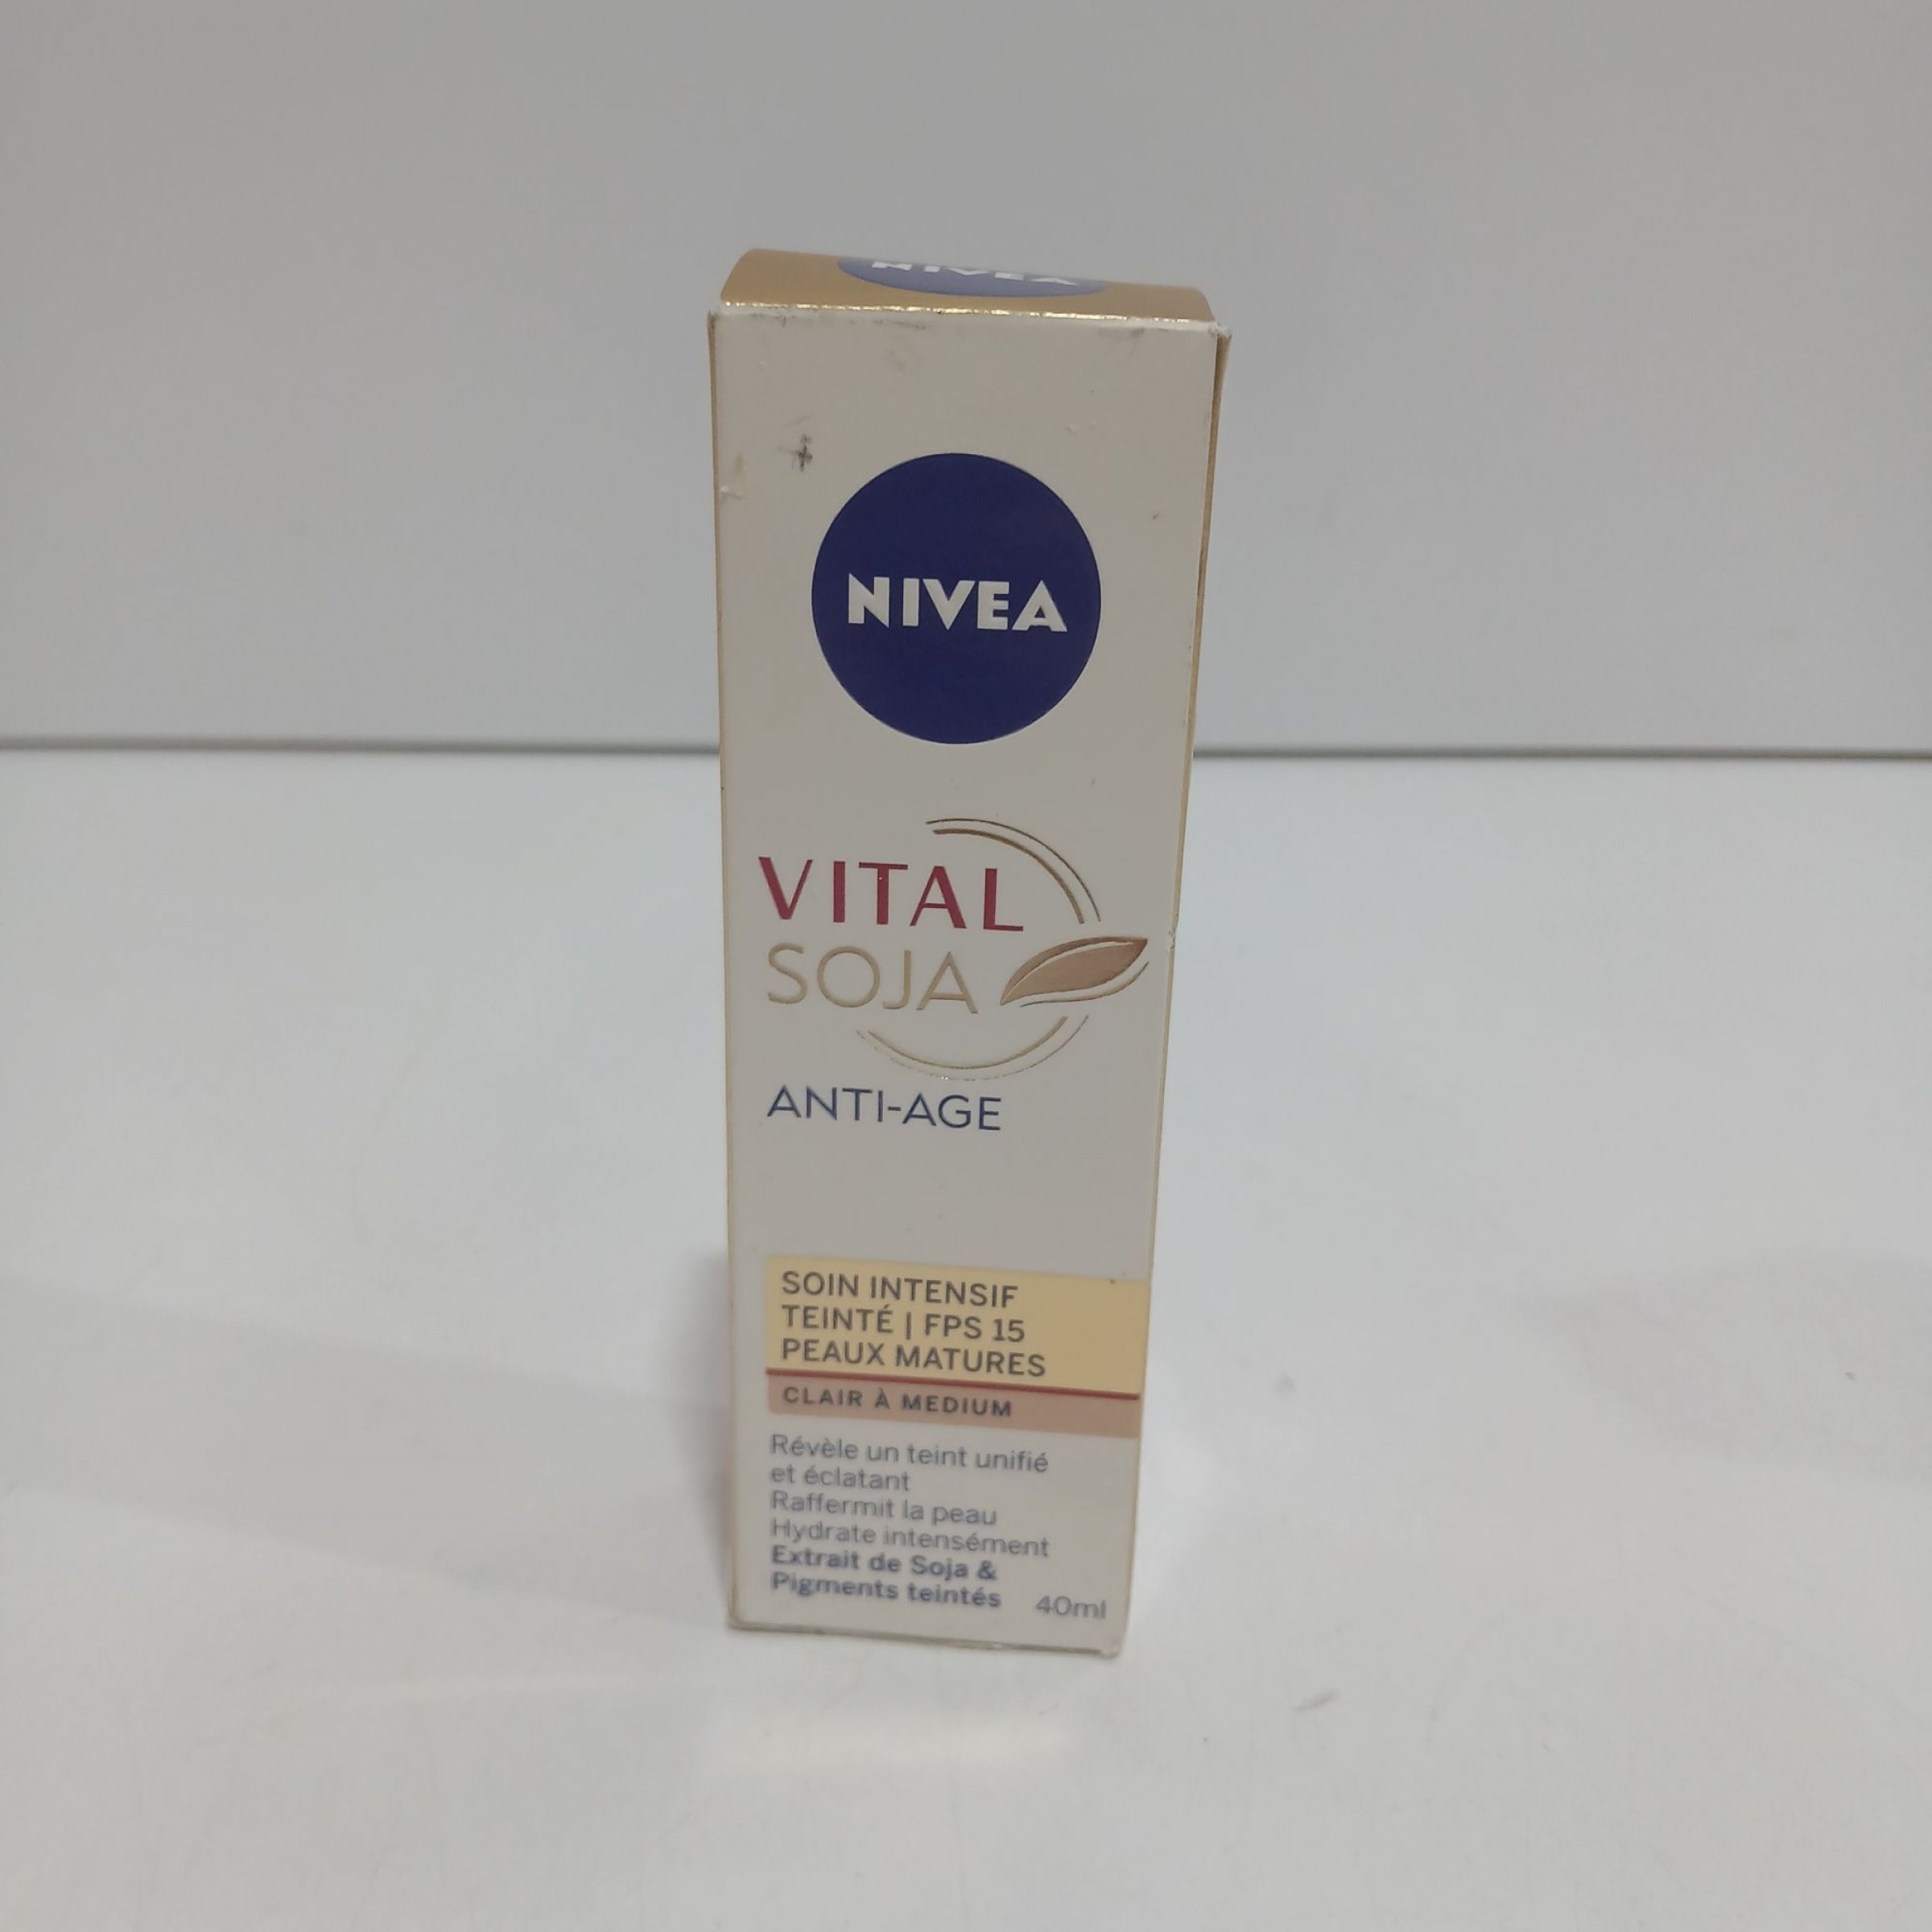 NIVEA
NIVEA
VITAL
SOJA
ANTI-AGE
SOIN INTENSIF
TEINTÉ | FPS 15
PEAUX MATURES
CLAIR À MEDIUM
Révèle un teint unifié
et éclatant
Raffermit la peau
Hydrate intensément
Extrait de Soja &
Pigments teintés 40ml